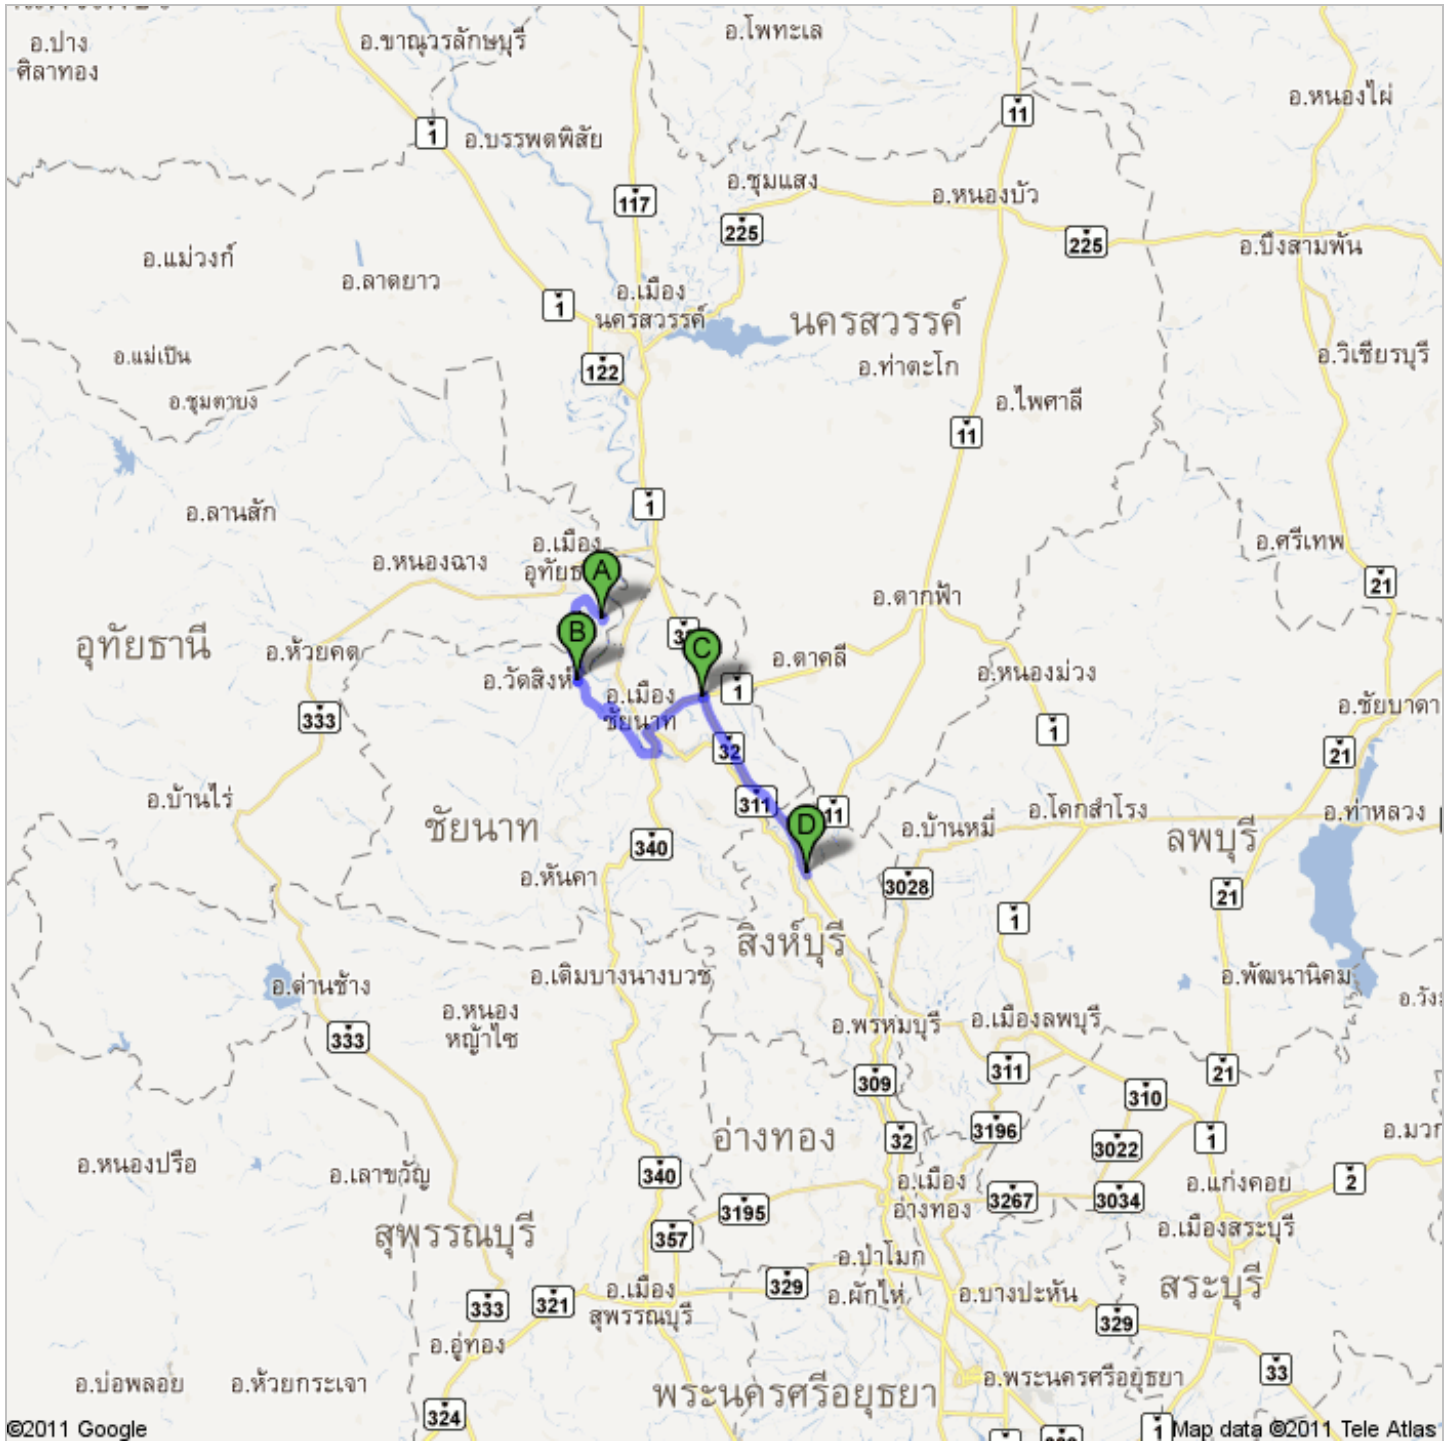 อ.ปาง
ศิลาทอง
อ.ขาณุวรลักษบุรี
อ.โพทะเล
อ.หนองไผ่
1
อ.บรรพตพิสัย
11
117
อ.ชุมแสง
อ.หนองบัว
225
225
อ.บึงสามพัน
อ.แม่วงก์
อ.ลาดยาว
อ.เมือง
นครสวรรค์
1
นครสวรรค์
อ.แม่เปิน
122
อ.ท่าตะโก
อ.วิเชียรบุรี
อ.ชุมตาบง
อ.ไพศาลี
11
อ.ลานสัก
1
อ.หนองฉาง
อ.เมือง
อุทัยธ
A
อ.ศรีเทพ
21
อ.ตากฟ้า
อุทัยธานี
อ.ห้วยคต
B
C
อ.ตาคลี
อ.วัดสิงห์
อ.เมือง
ชัยนาท
1
อ.หนองม่วง
อ.ชัยบาดา
333
32
1
21
อ.บ้านไร่
311
11
อ.โคกสำโรง
อ.ท่าหลวง
ชัยนาท
D
อ.บ้านหมี่
ลพบุรี
340
อ.หันคา
3028
21
1
สิงห์บุรี
อ.ด่านช้าง
อ.เดิมบางนางบวช
อ.พัฒนานิคม
อ.หนอง
หญ้าไซ
อ.พรหมบุรี
อ.เมืองลพบุรี
333
309
311
21
310
อ่างทอง
32
3196
3022
1
อ.มวก
อ.หนองปรือ
อ.เลาขวัญ
340
อ.เมือง
อ่างทอง
3267
3034
อ.แก่งคอย
2
3195
สุพรรณบุรี
357
อ.เมืองสระบุรี
อ.ป่าโมก
สระบุรี
333
321
อ.เมือง
สุพรรณบุรี
329
อ.ผักไห่
อ.บางปะหัน
329
อ.อู่ทอง
อ.บ่อพลอย
อ.ห้วยกระเจา
พระนครศรีอยุธยา
อ.พระนครศรีอยุธยา
33
324
1
©2011 Google
Map data ©2011 Tele Atlas